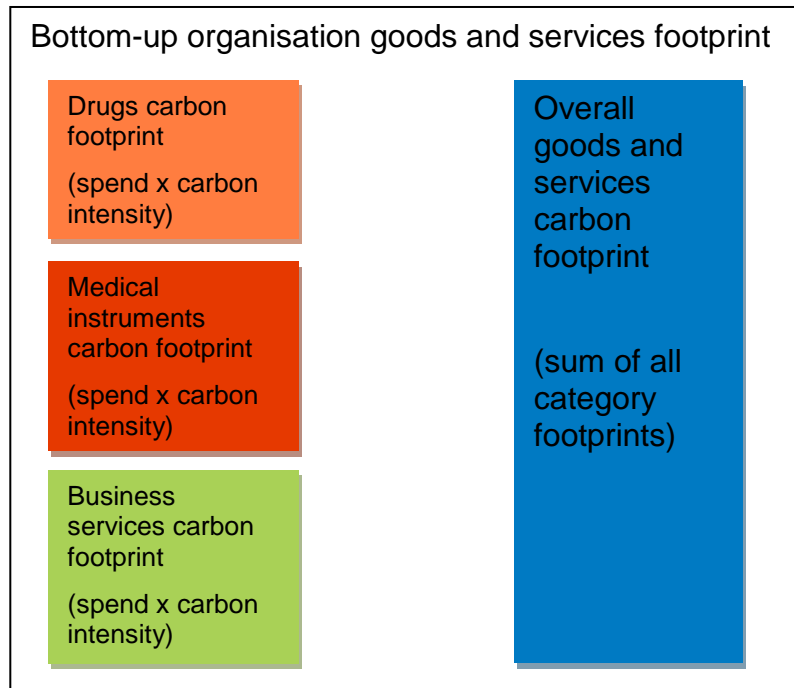 Bottom-up organisation goods and services footprint
Drugs carbon
footprint
(spend x carbon
intensity)
Medical
instruments
carbon footprint
(spend x carbon
intensity)
Business
services carbon
footprint
(spend x carbon
intensity)
Overall
goods and
services
carbon
footprint
(sum of all
category
footprints)